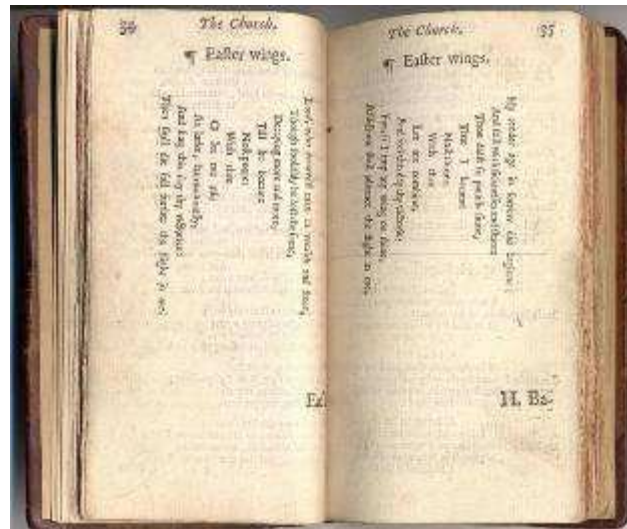 34 The Church.
¶ Easter wings.
Lord, who createdst man in wealth and store,
Though foolishly he lost the same,
Decaying more and more,
Till he became
Most poore:
With thee
O let me rise
As larks, harmoniously,
And sing this day thy victories:
Then shall the fall further the flight in me.
The Church. 35
¶ Easter wings.
My tender age in sorrow did beginne:
And still with sicknesses and shame
Thou didst so punish sinne,
That I became
Most thinne.
With thee
Let me combine
this day thy victorie:
For, if I imp my wing on thine,
Affliction shall advance the flight in me.
H. Ba-